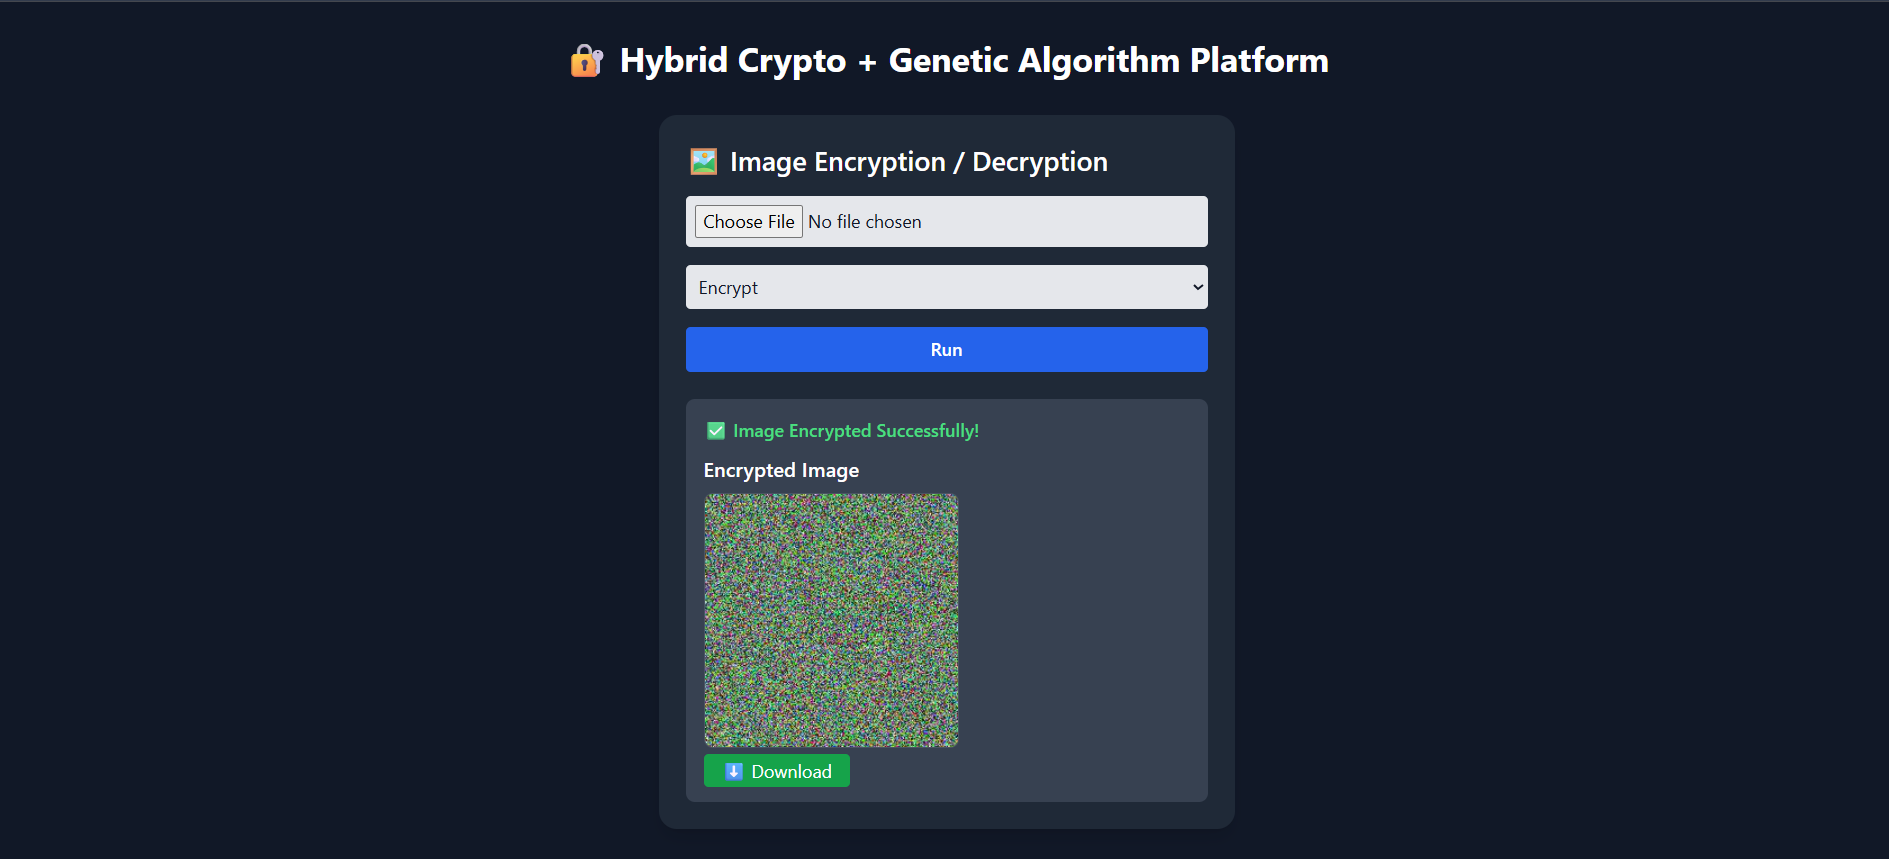 🔐 Hybrid Crypto + Genetic Algorithm Platform
🖼️ Image Encryption / Decryption
Choose File No file chosen
Encrypt
Run
✅ Image Encrypted Successfully!
Encrypted Image
⬇️ Download